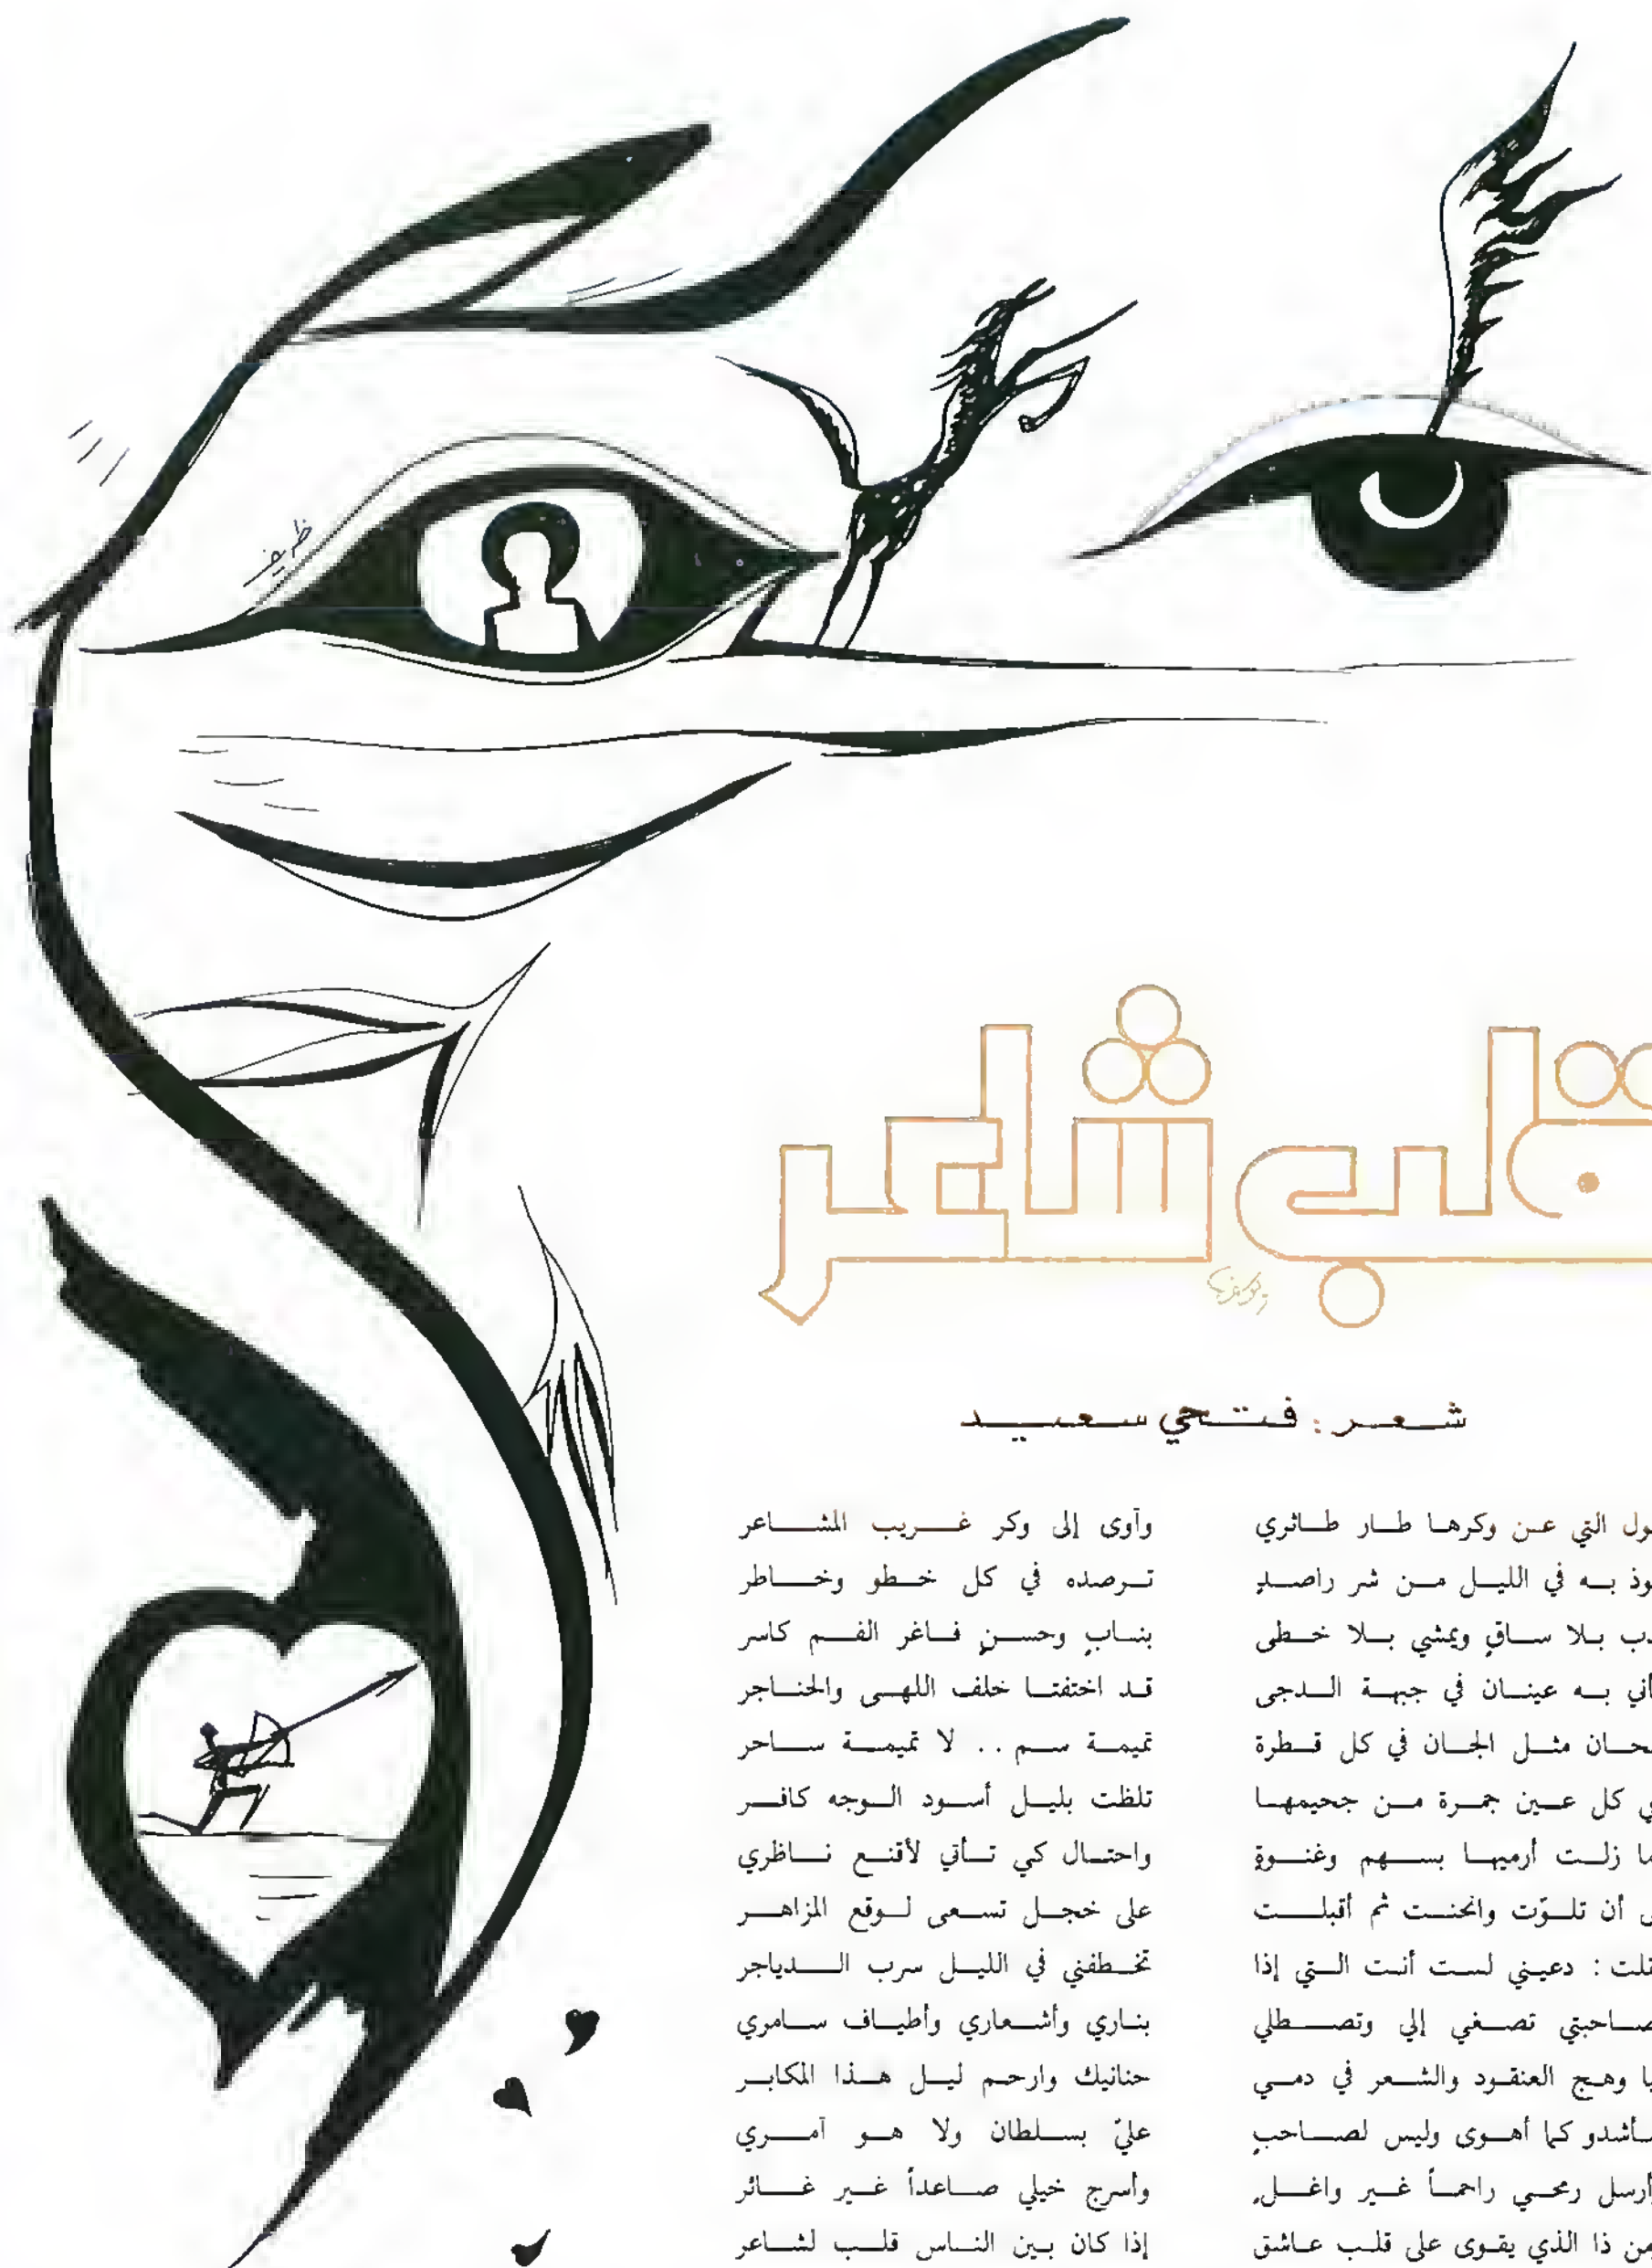 قلب شاعر
شعر : فتحي سعيد
التي عن وكرها طار طائري وآوى إلى وكر غريب المشاعر
به في الليل من شر راصدٍ ترصده في كل خطو وخاطر
بلا ساقٍ ويمشي بلا خطى بنابٍ وحسنٍ فاغر الفم كاسر
به عينان في جبهة الدجى قد اختفتا خلف اللهى والحناجر
مثل الجان في كل قطرة تميمة سم .. لا تميمة ساحر
كل عين جمرة من جحيمها تلظت بليل أسود الوجه كافر
زلت أرميها بسهم وغنوةٍ واحتال كي تأتي لأقنع ناظري
أن تلوّت وانحنت ثم أقبلت على خجل تسعى لوقع المزاهر
: دعيني لست أنت التي إذا تخطفني في الليل سرب الدياجر
تصغي إلي وتصطلي بناري وأشعاري وأطياف سامري
وهج العنقود والشعر في دمي حنانيك وارحم ليل هذا المكابر
كما أهوى وليس لصاحبٍ عليّ بسلطان ولا هو آمري
رمحي راحماً غير واغلٍ وأسرج خيلي صاعداً غير غائر
ذا الذي يقوى على قلب عاشق إذا كان بين الناس قلب لشاعر
ظريف